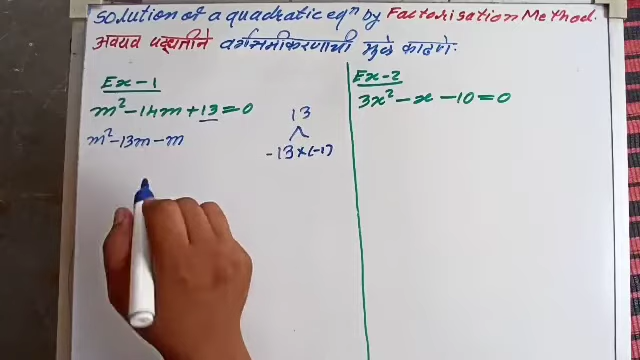 Solution of a quadratic eqⁿ by Factorisation Method.
अवयव पद्धतीने वर्गसमीकरणाची मुळे काढणे.
Ex-1
m² - 14m + 13 = 0
13
m² - 13m - m
-13 × (-1)
Ex-2
3x² - x - 10 = 0